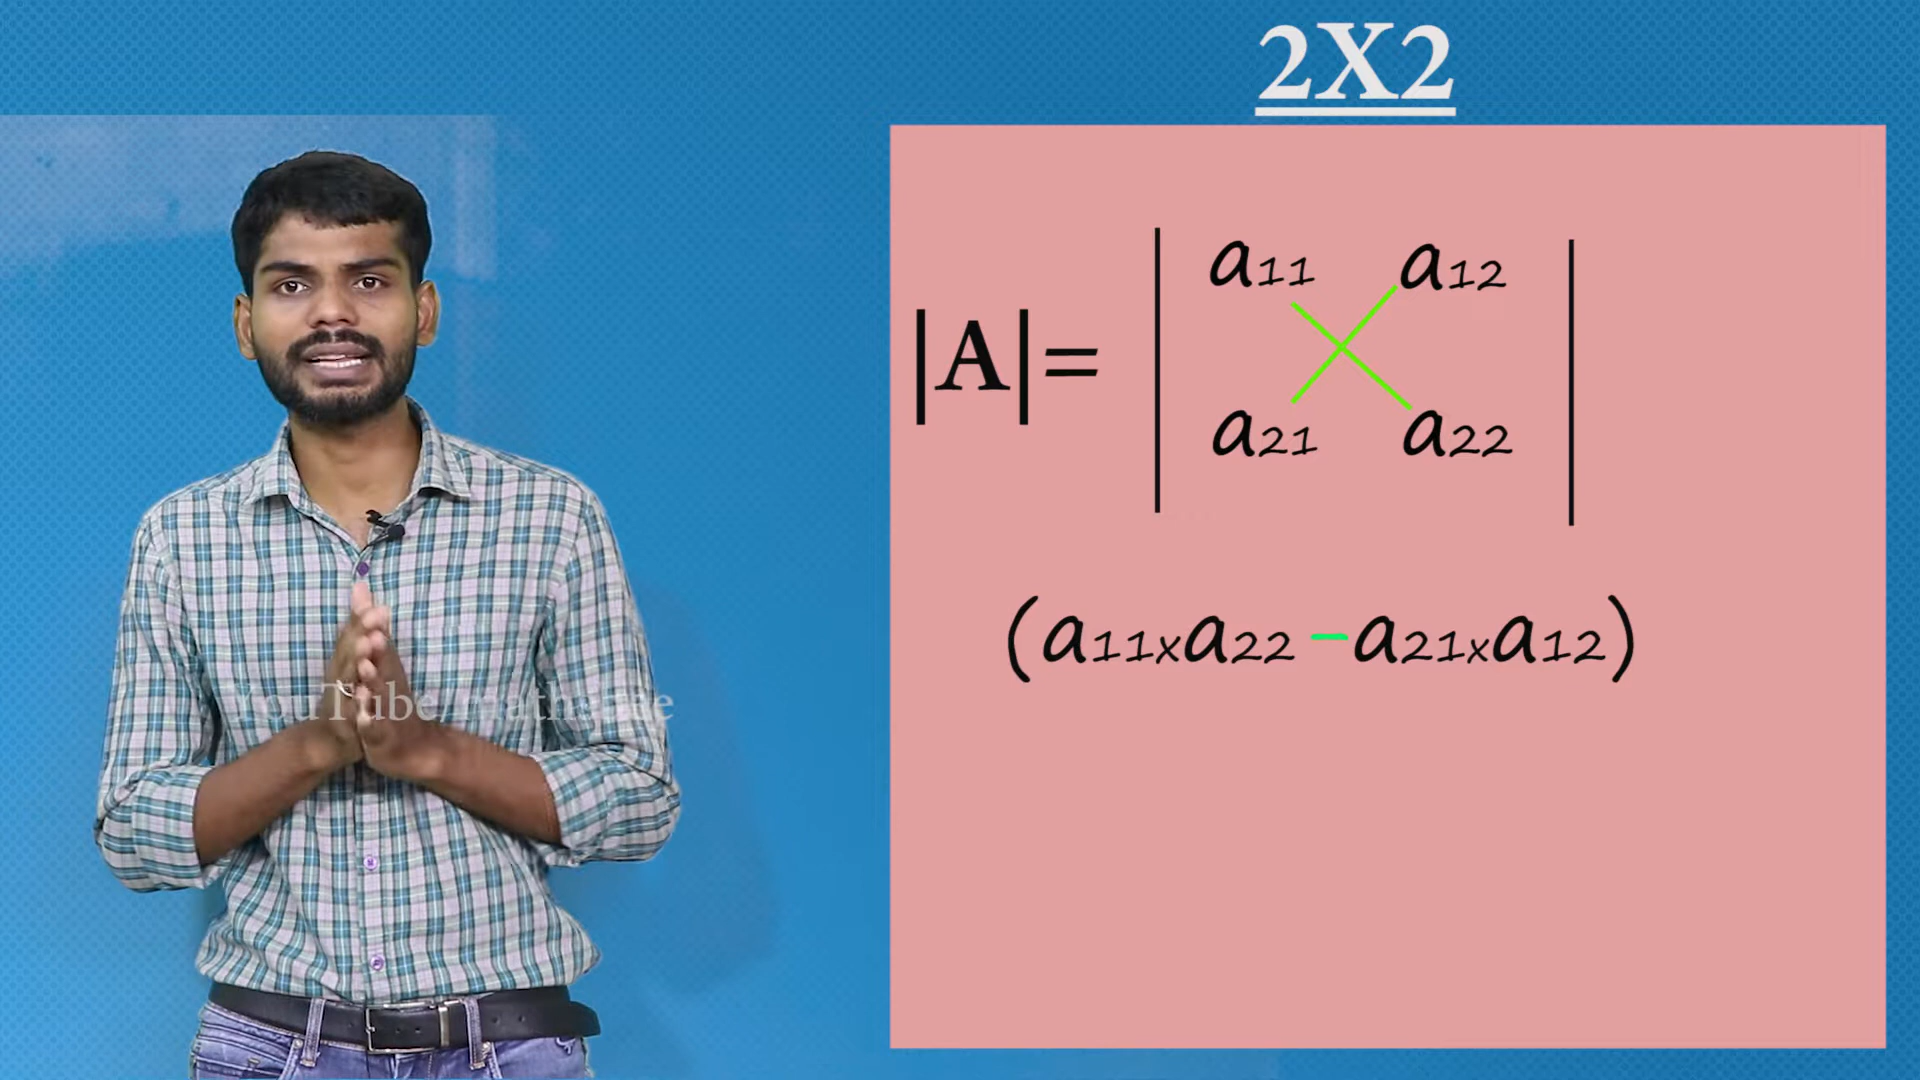 2X2
|A|= | a11 a12 |
| a21 a22 |
(a11xa22-a21xa12)